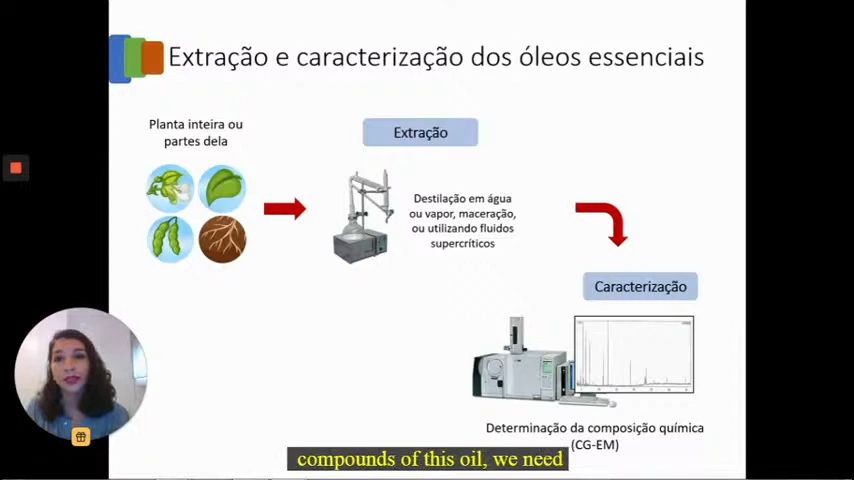 Extração e caracterização dos óleos essenciais
Planta inteira ou
partes dela
Extração
Destilação em água
ou vapor, maceração,
ou utilizando fluidos
supercríticos
Caracterização
Determinação da composição química
(CG-EM)
compounds of this oil, we need